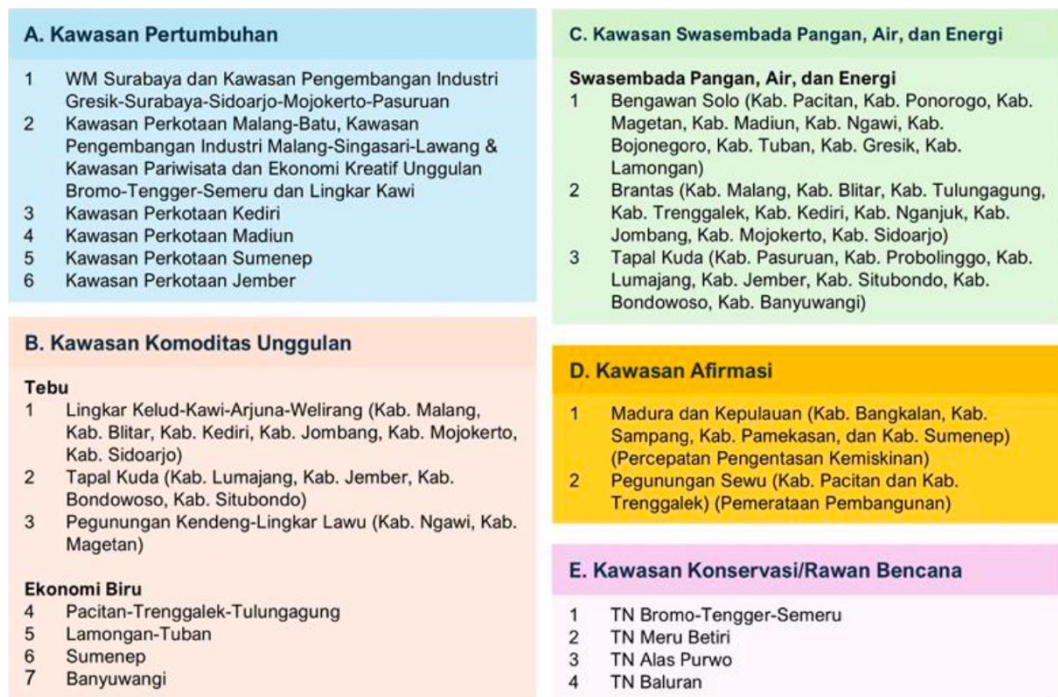 A. Kawasan Pertumbuhan
1 WM Surabaya dan Kawasan Pengembangan Industri
Gresik-Surabaya-Sidoarjo-Mojokerto-Pasuruan
2 Kawasan Perkotaan Malang-Batu, Kawasan
Pengembangan Industri Malang-Singasari-Lawang &
Kawasan Pariwisata dan Ekonomi Kreatif Unggulan
Bromo-Tengger-Semeru dan Lingkar Kawi
3 Kawasan Perkotaan Kediri
4 Kawasan Perkotaan Madiun
5 Kawasan Perkotaan Sumenep
6 Kawasan Perkotaan Jember
B. Kawasan Komoditas Unggulan
Tebu
1 Lingkar Kelud-Kawi-Arjuna-Welirang (Kab. Malang,
Kab. Blitar, Kab. Kediri, Kab. Jombang, Kab. Mojokerto,
Kab. Sidoarjo)
2 Tapal Kuda (Kab. Lumajang, Kab. Jember, Kab.
Bondowoso, Kab. Situbondo)
3 Pegunungan Kendeng-Lingkar Lawu (Kab. Ngawi, Kab.
Magetan)
Ekonomi Biru
4 Pacitan-Trenggalek-Tulungagung
5 Lamongan-Tuban
6 Sumenep
7 Banyuwangi
C. Kawasan Swasembada Pangan, Air, dan Energi
Swasembada Pangan, Air, dan Energi
1 Bengawan Solo (Kab. Pacitan, Kab. Ponorogo, Kab.
Magetan, Kab. Madiun, Kab. Ngawi, Kab.
Bojonegoro, Kab. Tuban, Kab. Gresik, Kab.
Lamongan)
2 Brantas (Kab. Malang, Kab. Blitar, Kab. Tulungagung,
Kab. Trenggalek, Kab. Kediri, Kab. Nganjuk, Kab.
Jombang, Kab. Mojokerto, Kab. Sidoarjo)
3 Tapal Kuda (Kab. Pasuruan, Kab. Probolinggo, Kab.
Lumajang, Kab. Jember, Kab. Situbondo, Kab.
Bondowoso, Kab. Banyuwangi)
D. Kawasan Afirmasi
1 Madura dan Kepulauan (Kab. Bangkalan, Kab.
Sampang, Kab. Pamekasan, dan Kab. Sumenep)
(Percepatan Pengentasan Kemiskinan)
2 Pegunungan Sewu (Kab. Pacitan dan Kab.
Trenggalek) (Pemerataan Pembangunan)
E. Kawasan Konservasi/Rawan Bencana
1 TN Bromo-Tengger-Semeru
2 TN Meru Betiri
3 TN Alas Purwo
4 TN Baluran